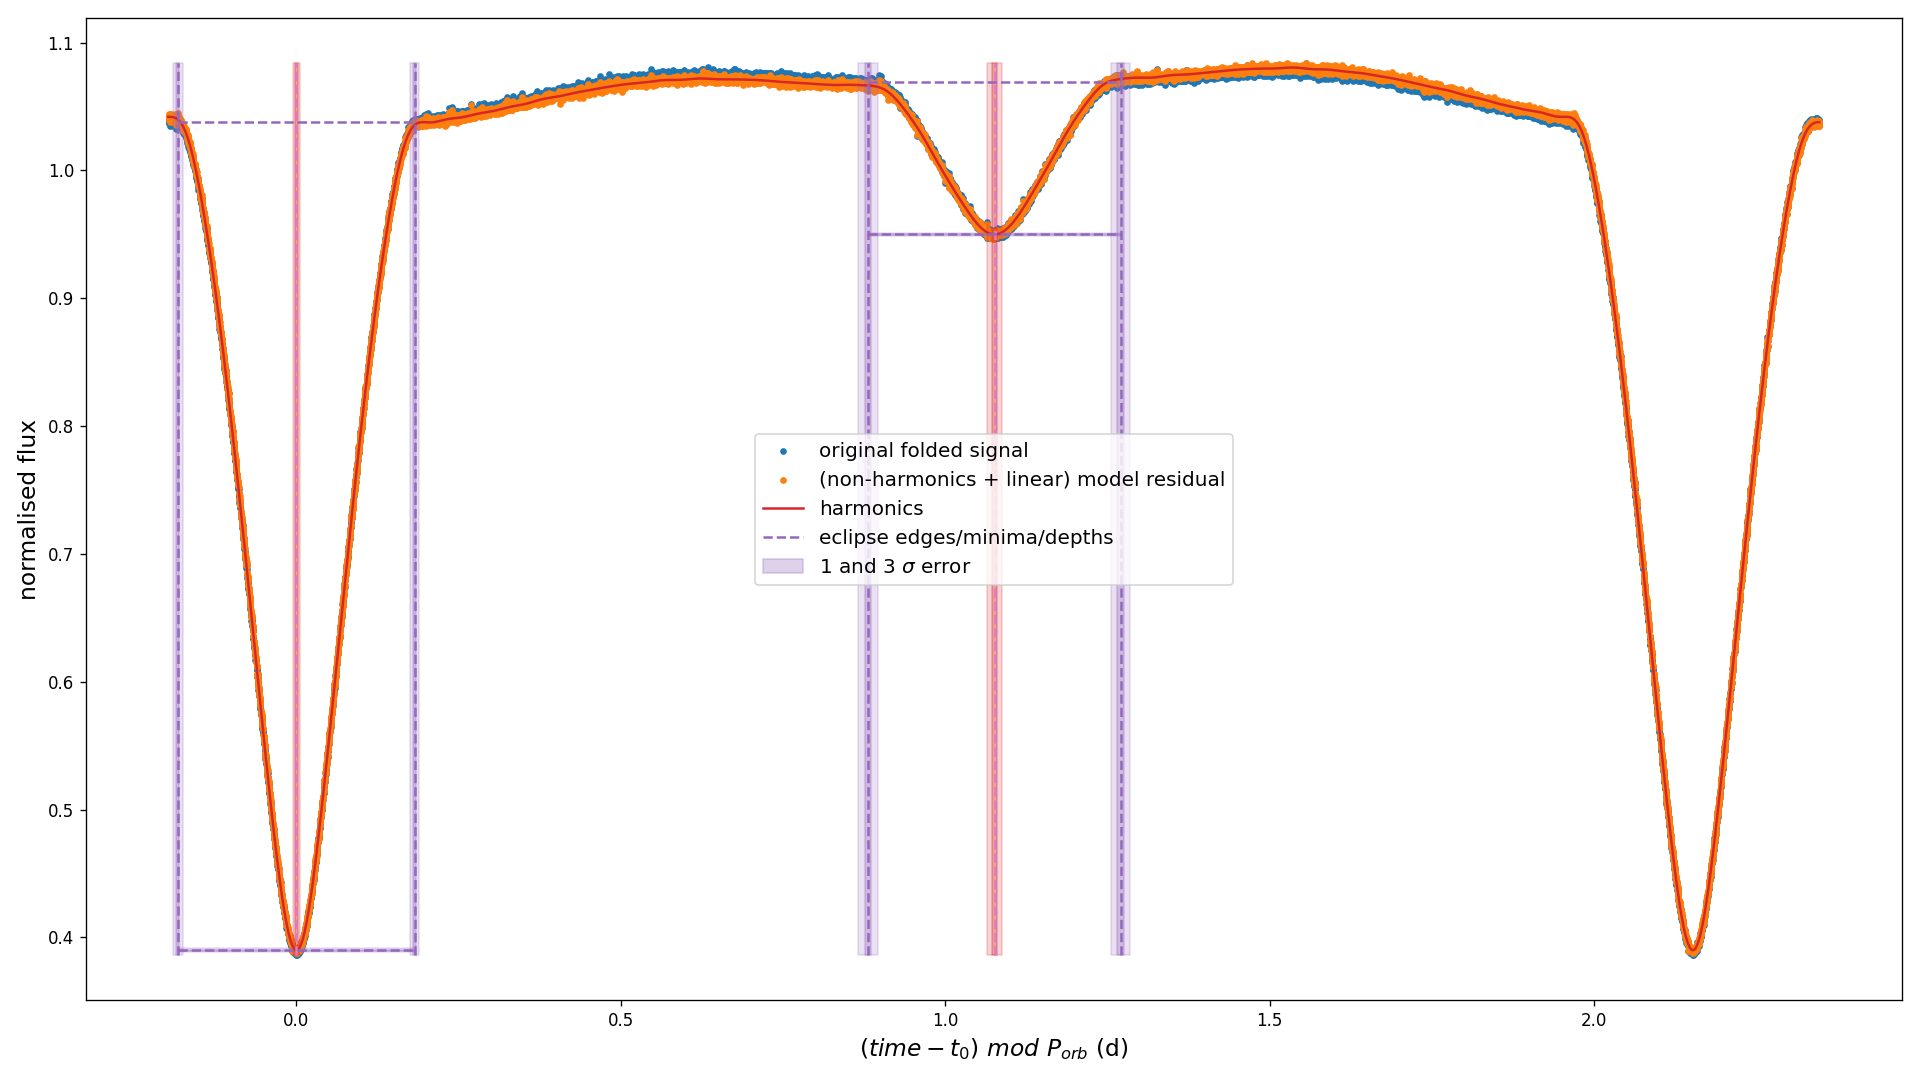 1.1
1.0
0.9
0.8
0.7
0.6
0.5
0.4
normalised flux
original folded signal
(non-harmonics + linear) model residual
harmonics
eclipse edges/minima/depths
1 and 3 σ error
0.0 0.5 1.0 1.5 2.0
(time − t₀) mod Pₒᵣb (d)